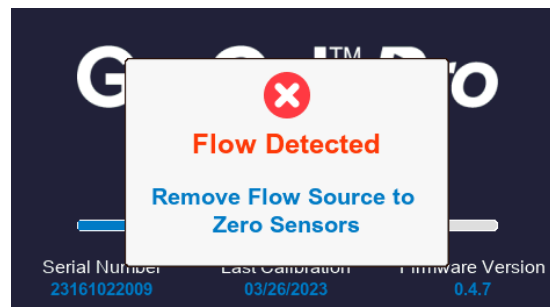 Flow Detected
Remove Flow Source to
Zero Sensors
Serial Number Last Calibration Firmware Version
23161022009 03/26/2023 0.4.7